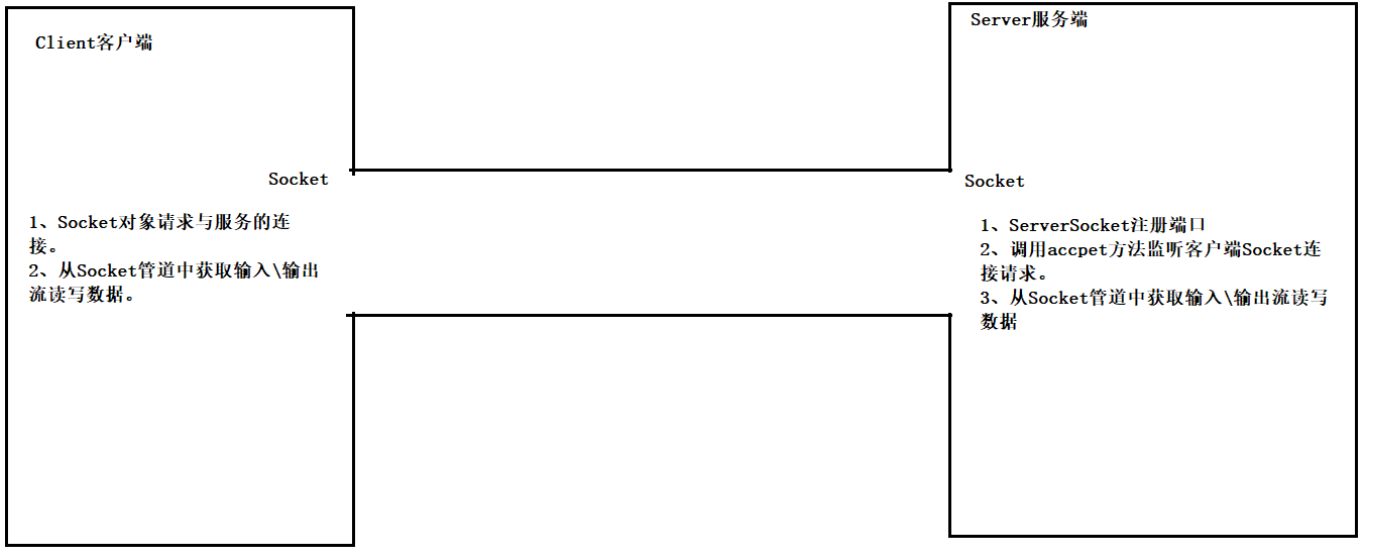 Client客户端
Socket
1、Socket对象请求与服务的连
接。
2、从Socket管道中获取输入\输出
流读写数据。
Server服务端
Socket
1、ServerSocket注册端口
2、调用accpet方法监听客户端Socket连
接请求。
3、从Socket管道中获取输入\输出流读写
数据